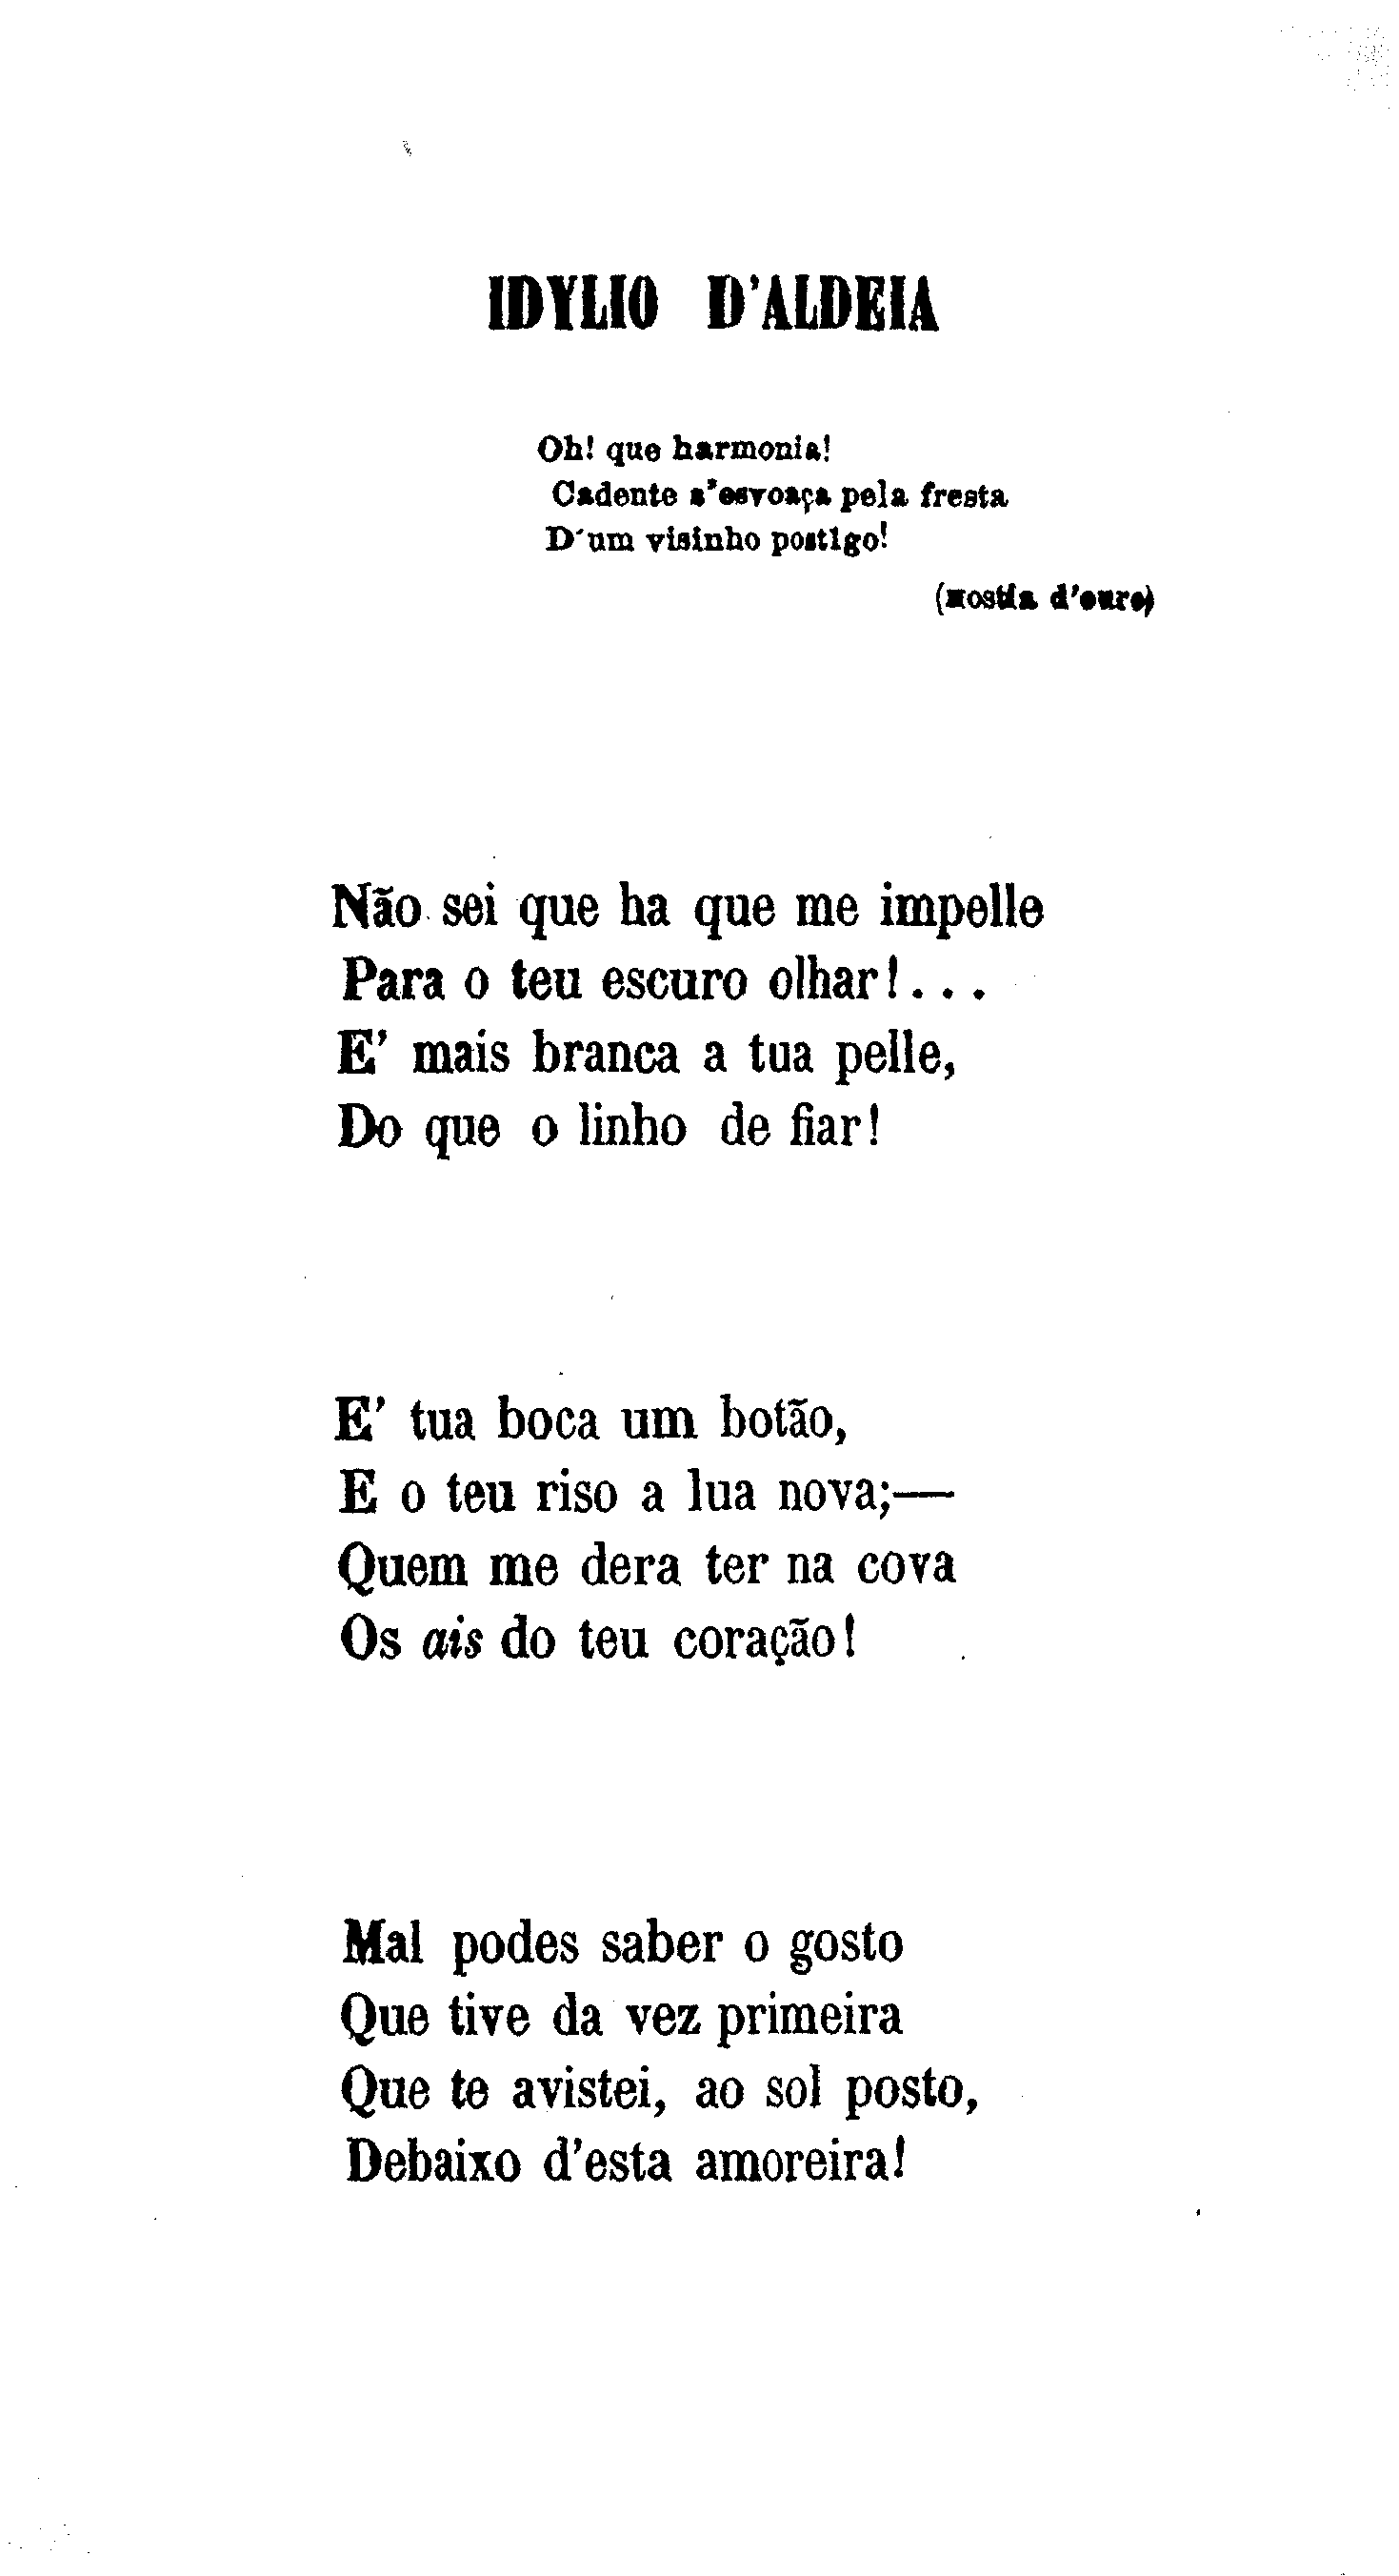 IDYLIO D'ALDEIA
Oh! que harmonia!
Cadente s'esvoaça pela fresta
D'um visinho postigo!
(Hostia d'ouro)
Não sei que ha que me impelle
Para o teu escuro olhar!...
E' mais branca a tua pelle,
Do que o linho de fiar!
E' tua boca um botão,
E o teu riso a lua nova;—
Quem me dera ter na cova
Os ais do teu coração!
Mal podes saber o gosto
Que tive da vez primeira
Que te avistei, ao sol posto,
Debaixo d'esta amoreira!